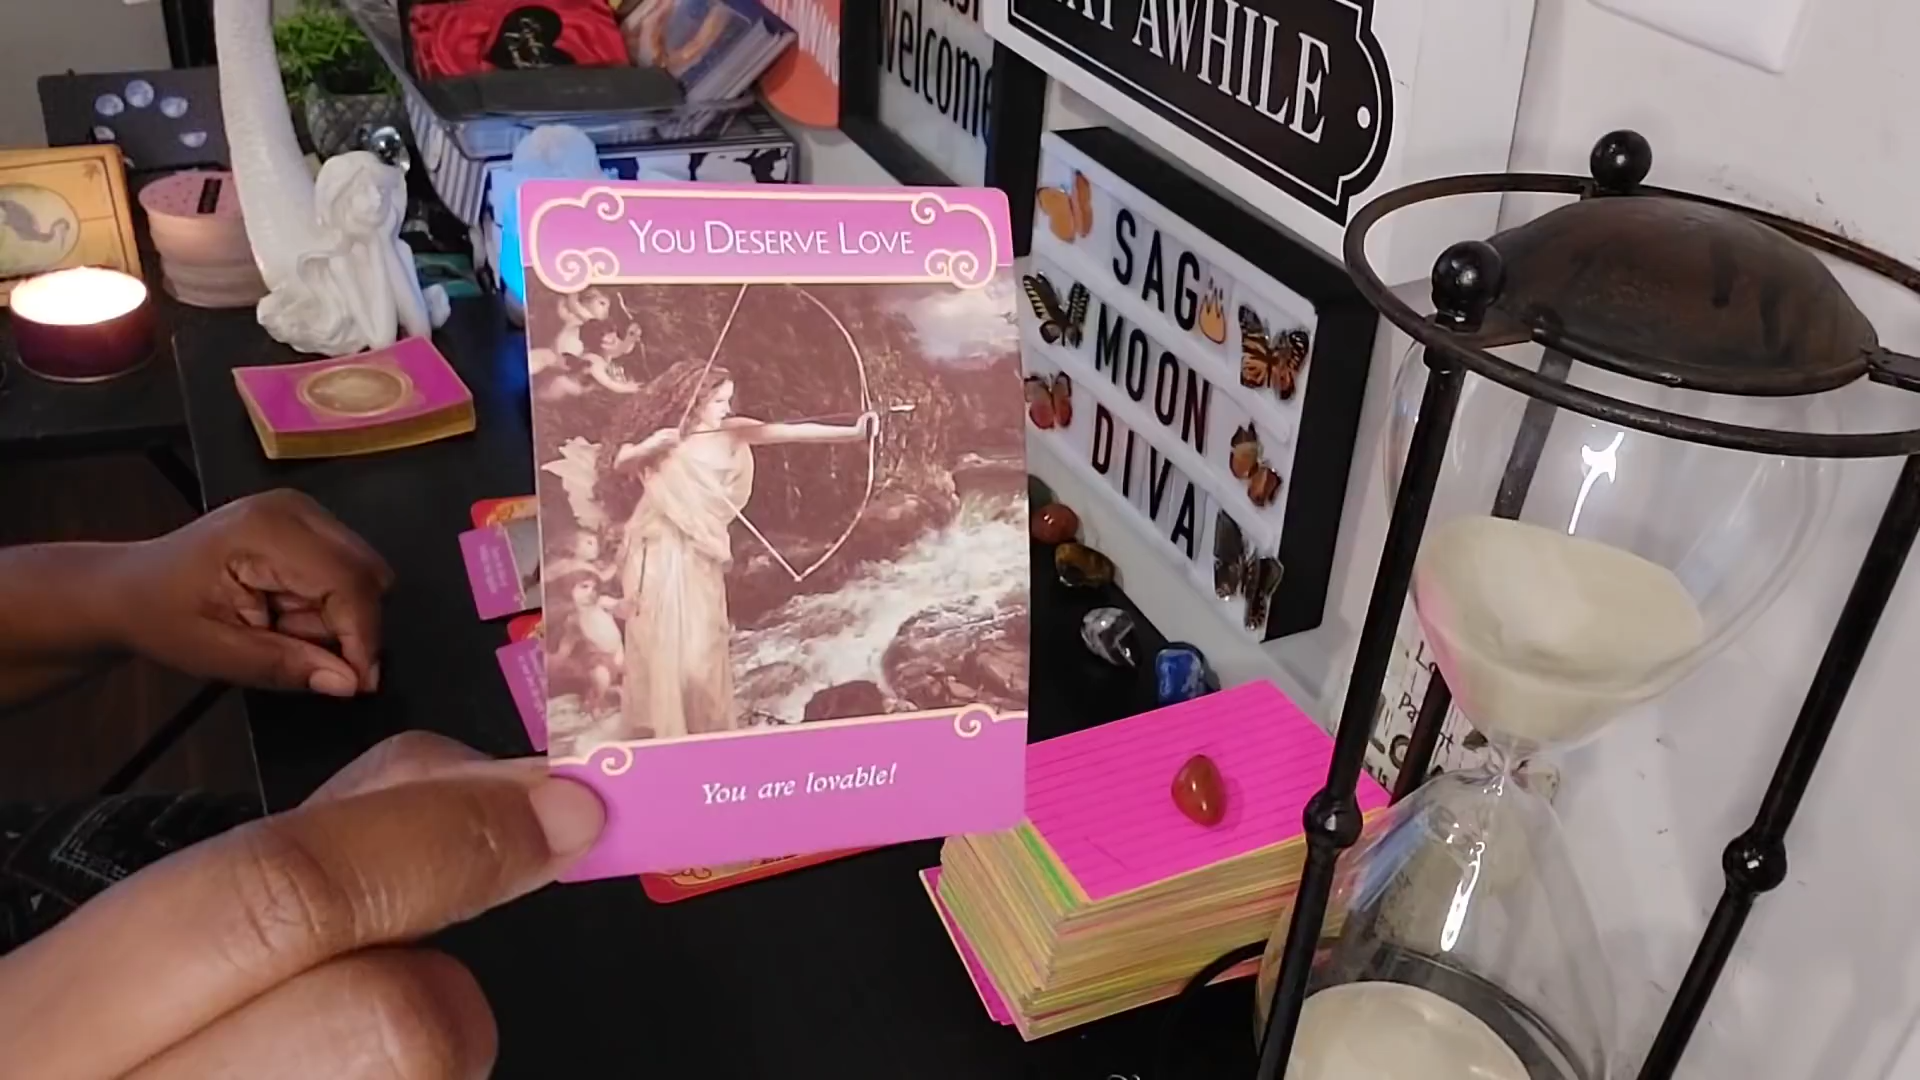 AWHILE
Welcome
SAG
MOON
DIVA
YOU DESERVE LOVE
You are lovable!